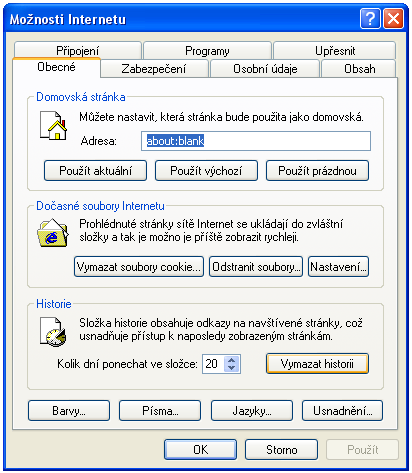 Možnosti Internetu
Připojení Programy Upřesnit
Obecné Zabezpečení Osobní údaje Obsah
Domovská stránka
Můžete nastavit, která stránka bude použita jako domovská.
Adresa: about:blank
Použít aktuální Použít výchozí Použít prázdnou
Dočasné soubory Internetu
Prohlédnuté stránky sítě Internet se ukládají do zvláštní
složky a tak je možno je příště zobrazit rychleji.
Vymazat soubory cookie... Odstranit soubory... Nastavení...
Historie
Složka historie obsahuje odkazy na navštívené stránky, což
usnadňuje přístup k naposledy zobrazeným stránkám.
Kolik dní ponechat ve složce: 20 Vymazat historii
Barvy... Písma... Jazyky... Usnadnění...
OK Storno Použít